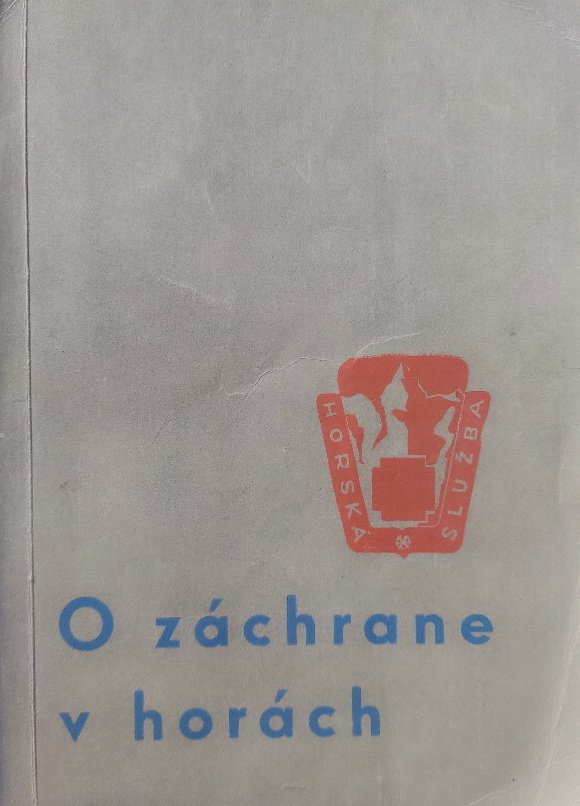 HORSKÁ SLUŽBA
O záchrane
v horách